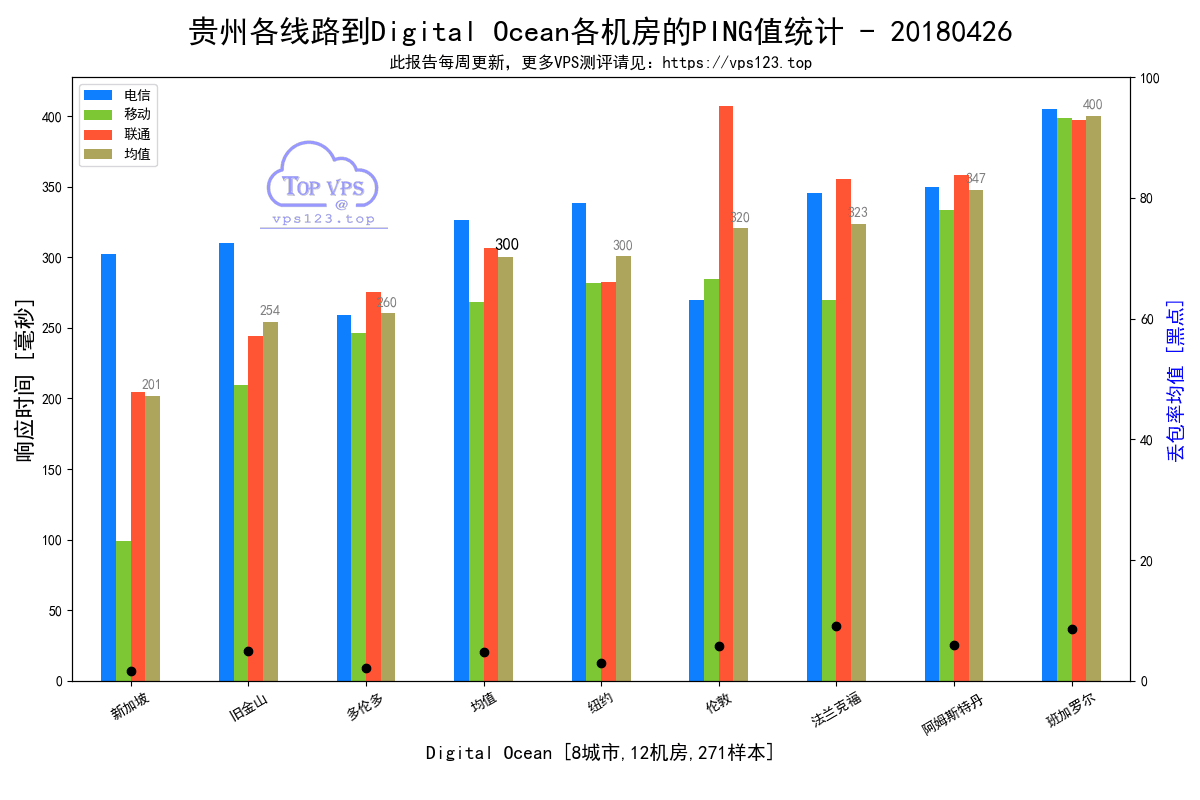 贵州各线路到Digital Ocean各机房的PING值统计 - 20180426
此报告每周更新，更多VPS测评请见：https://vps123.top
电信
移动
联通
均值
TOP VPS
@
vps123.top
响应时间 [毫秒]
400
350
300
250
200
150
100
50
0
201
254
260
300
300
320
323
347
400
100
80
60
40
20
0
丢包率均值 [黑点]
新加坡
旧金山
多伦多
均值
纽约
伦敦
法兰克福
阿姆斯特丹
班加罗尔
Digital Ocean [8城市,12机房,271样本]